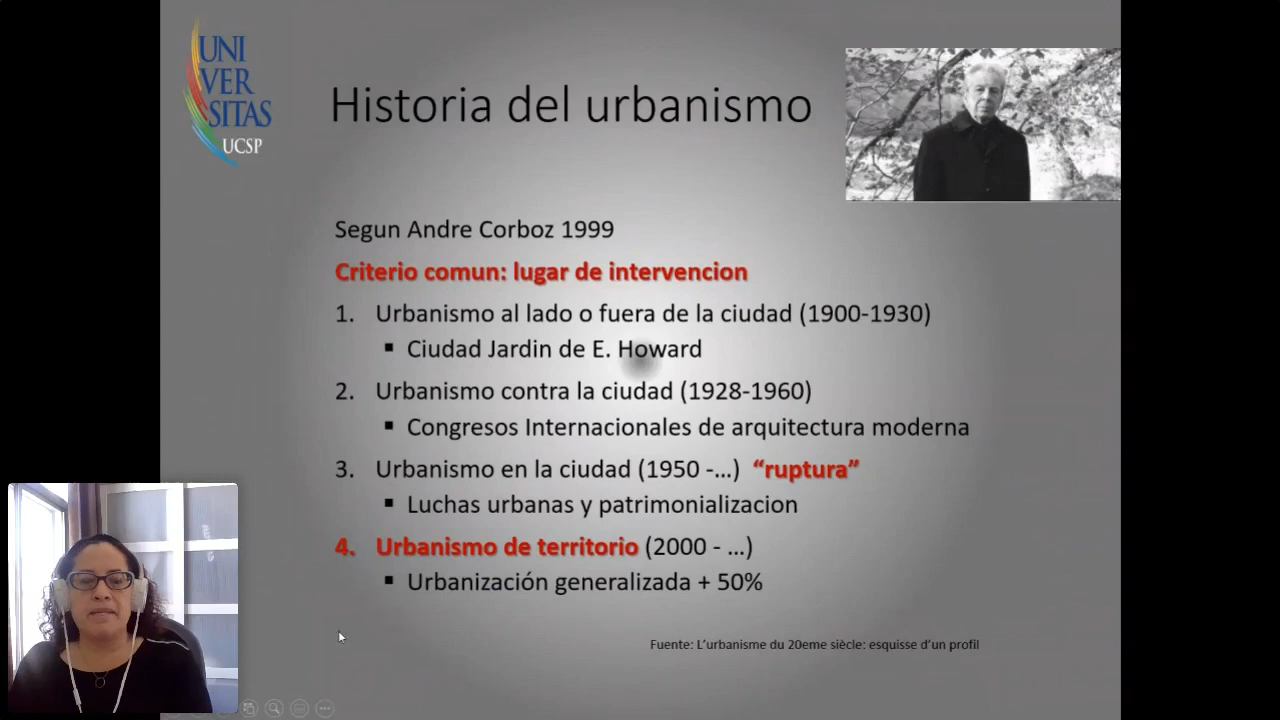 UNI
VER
SITAS
UCSP
Historia del urbanismo
Segun Andre Corboz 1999
Criterio comun: lugar de intervencion
1. Urbanismo al lado o fuera de la ciudad (1900-1930)
▪ Ciudad Jardin de E. Howard
2. Urbanismo contra la ciudad (1928-1960)
▪ Congresos Internacionales de arquitectura moderna
3. Urbanismo en la ciudad (1950 -...) “ruptura”
▪ Luchas urbanas y patrimonializacion
4. Urbanismo de territorio (2000 - ...)
▪ Urbanización generalizada + 50%
Fuente: L’urbanisme du 20eme siècle: esquisse d’un profil